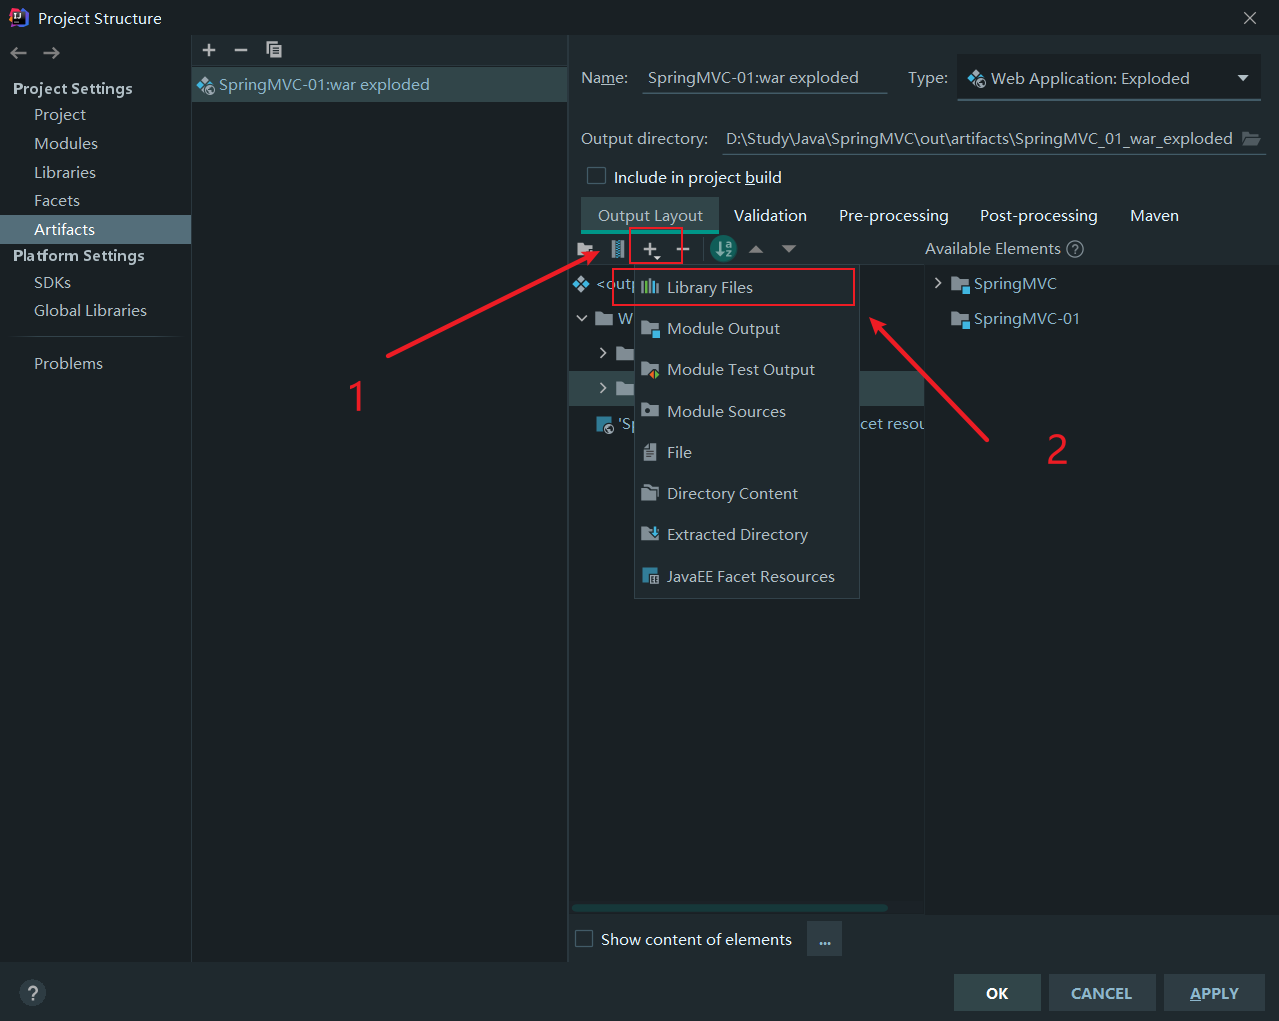 Project Structure
Project Settings
Project
Modules
Libraries
Facets
Artifacts
Platform Settings
SDKs
Global Libraries
Problems
SpringMVC-01:war exploded
Name: SpringMVC-01:war exploded Type: Web Application: Exploded
Output directory: D:\Study\Java\SpringMVC\out\artifacts\SpringMVC_01_war_exploded
Include in project build
Output Layout Validation Pre-processing Post-processing Maven
Available Elements ?
<outp
W
'Sp
cet resou
Library Files
Module Output
Module Test Output
Module Sources
File
Directory Content
Extracted Directory
JavaEE Facet Resources
SpringMVC
SpringMVC-01
1
2
Show content of elements ...
? OK CANCEL APPLY